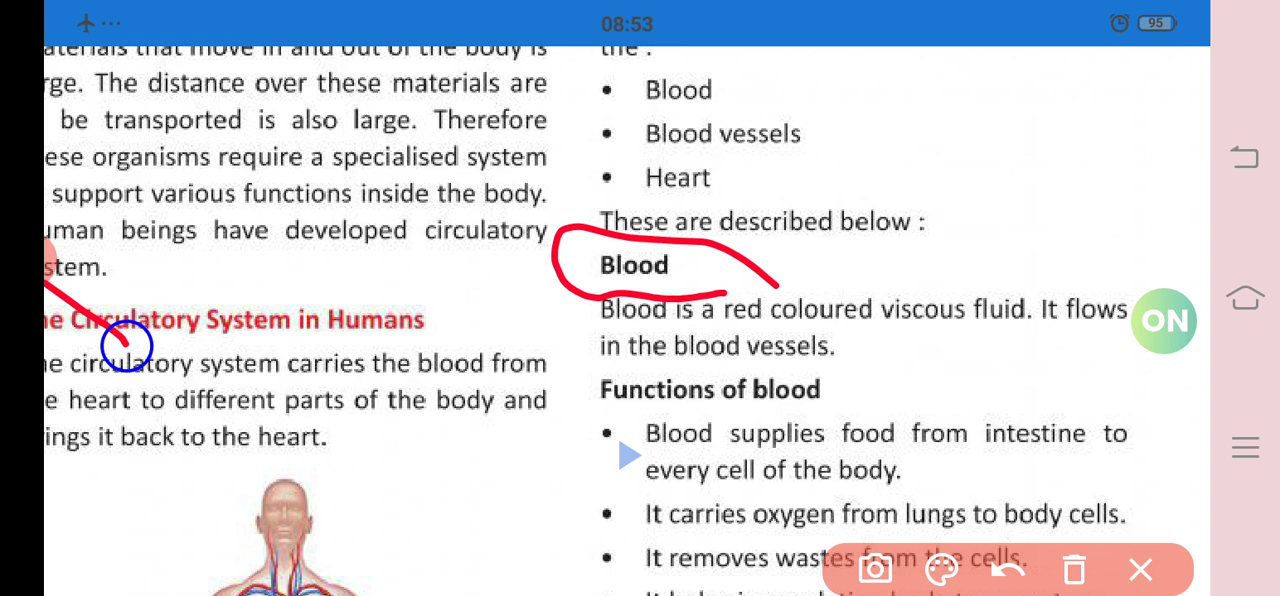 08:53
95
aterials that move in and out of the body is
rge. The distance over these materials are
be transported is also large. Therefore
ese organisms require a specialised system
support various functions inside the body.
uman beings have developed circulatory
stem.
e Circulatory System in Humans
e circulatory system carries the blood from
e heart to different parts of the body and
ings it back to the heart.
the :
• Blood
• Blood vessels
• Heart
These are described below :
Blood
Blood is a red coloured viscous fluid. It flows
in the blood vessels.
Functions of blood
• Blood supplies food from intestine to
every cell of the body.
• It carries oxygen from lungs to body cells.
• It removes wastes from the cells.
ON